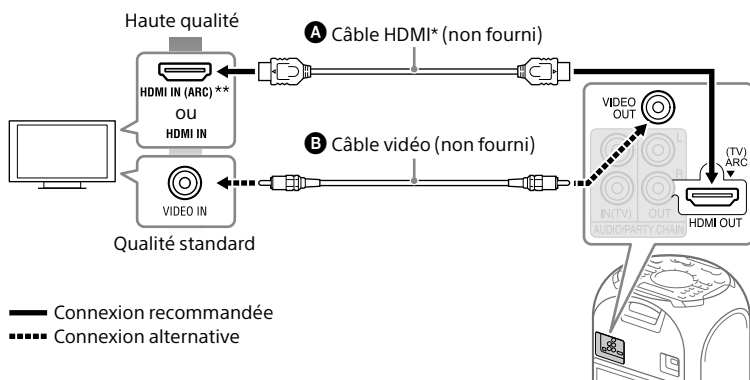 Haute qualité
A Câble HDMI* (non fourni)
HDMI IN (ARC) **
ou
HDMI IN
VIDEO OUT
B Câble vidéo (non fourni)
(TV)
ARC
L
R
VIDEO IN
IN(TV) OUT
HDMI OUT
AUDIO/PARTY CHAIN
Qualité standard
Connexion recommandée
Connexion alternative